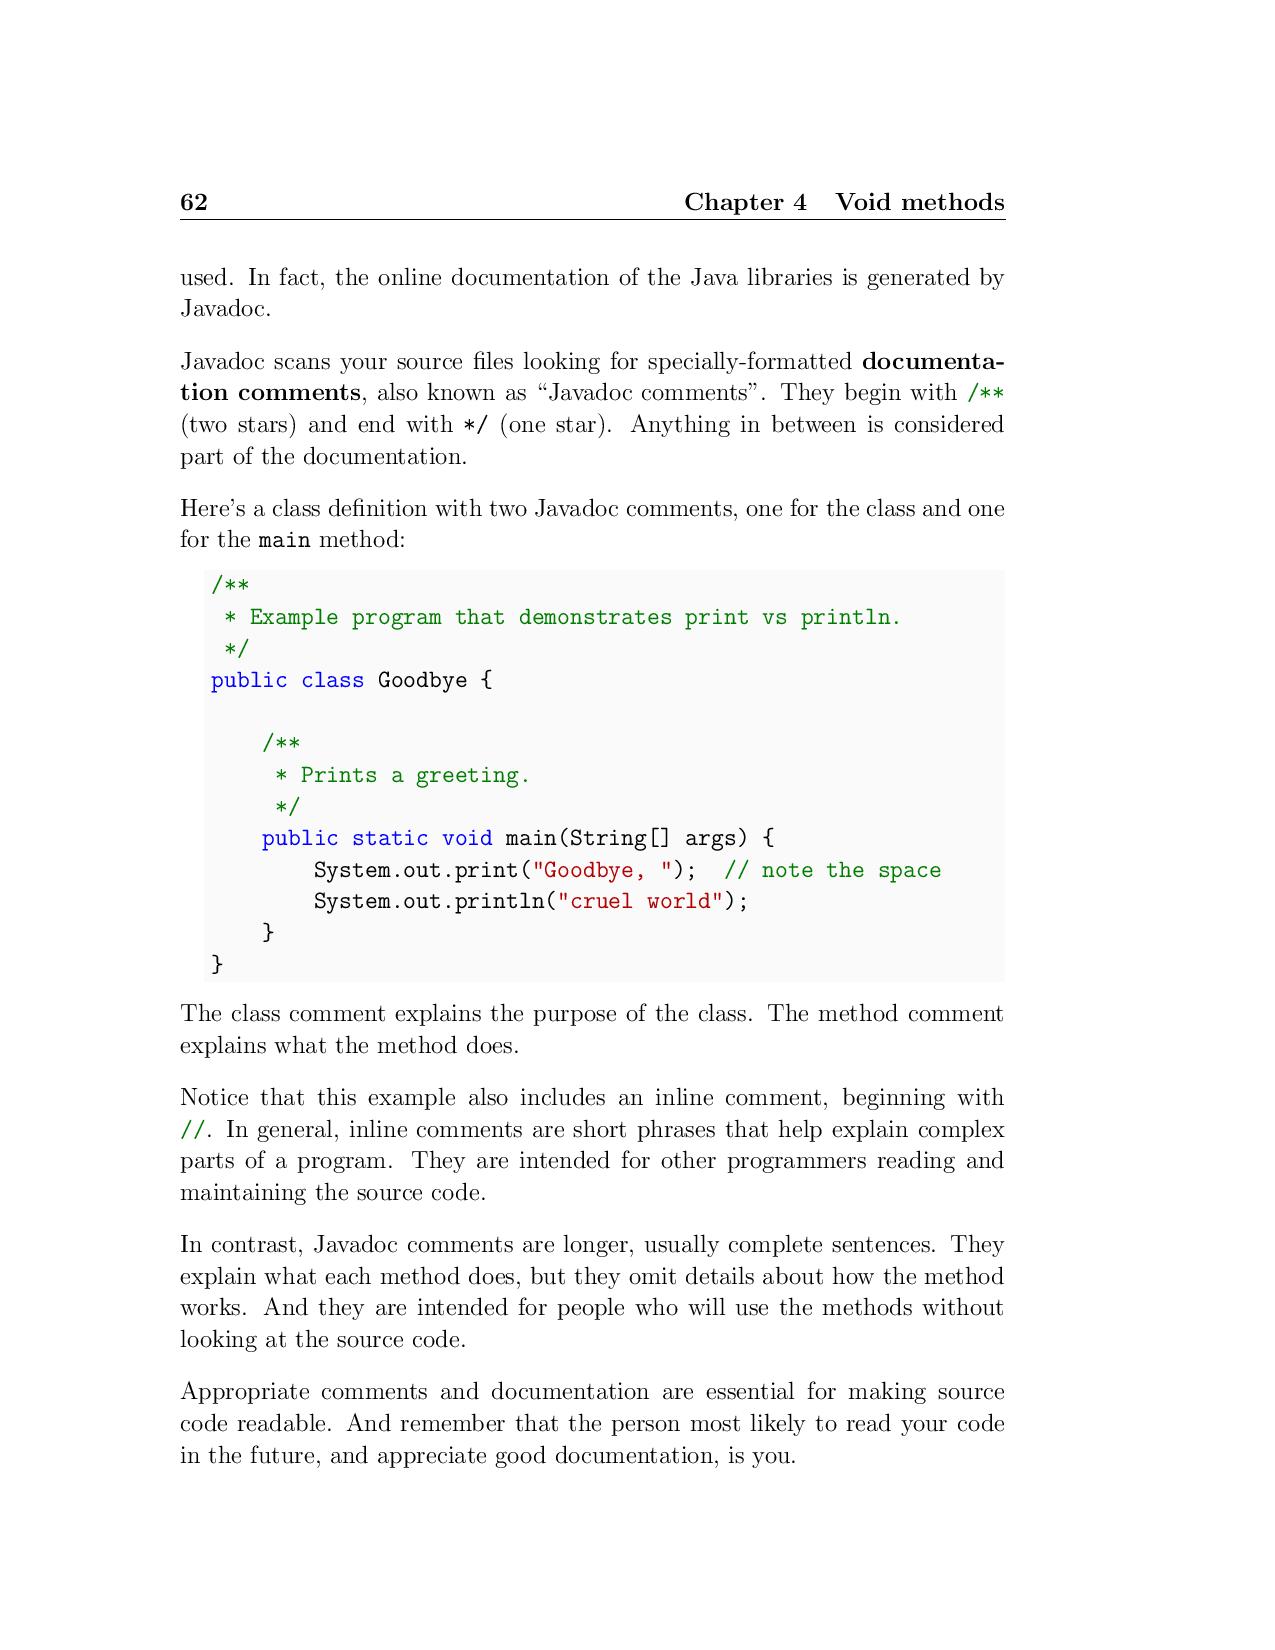 62 Chapter 4 Void methods
used. In fact, the online documentation of the Java libraries is generated by
Javadoc.
Javadoc scans your source files looking for specially-formatted documenta-
tion comments, also known as “Javadoc comments”. They begin with /**
(two stars) and end with */ (one star). Anything in between is considered
part of the documentation.
Here’s a class definition with two Javadoc comments, one for the class and one
for the main method:
/**
 * Example program that demonstrates print vs println.
 */
public class Goodbye {
    /**
     * Prints a greeting.
     */
    public static void main(String[] args) {
        System.out.print("Goodbye, ");  // note the space
        System.out.println("cruel world");
    }
}
The class comment explains the purpose of the class. The method comment
explains what the method does.
Notice that this example also includes an inline comment, beginning with
//. In general, inline comments are short phrases that help explain complex
parts of a program. They are intended for other programmers reading and
maintaining the source code.
In contrast, Javadoc comments are longer, usually complete sentences. They
explain what each method does, but they omit details about how the method
works. And they are intended for people who will use the methods without
looking at the source code.
Appropriate comments and documentation are essential for making source
code readable. And remember that the person most likely to read your code
in the future, and appreciate good documentation, is you.